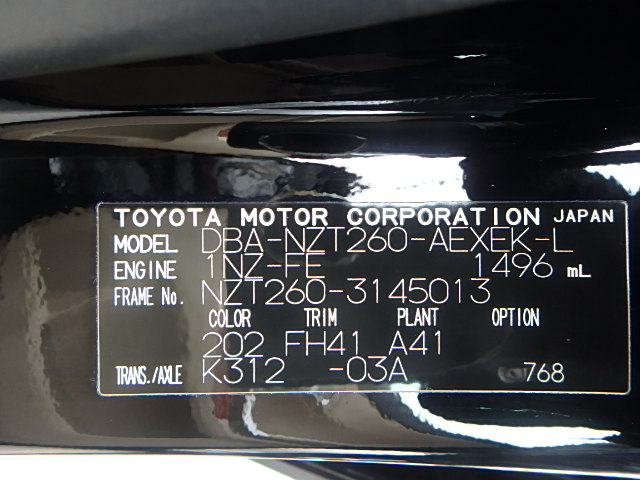 TOYOTA MOTOR CORPORATION JAPAN
MODEL DBA-NZT260-AEXEK-L
ENGINE 1NZ-FE 1496 mL
FRAME No. NZT260-3145013
COLOR TRIM PLANT OPTION
202 FH41 A41
TRANS./AXLE K312 -03A 768